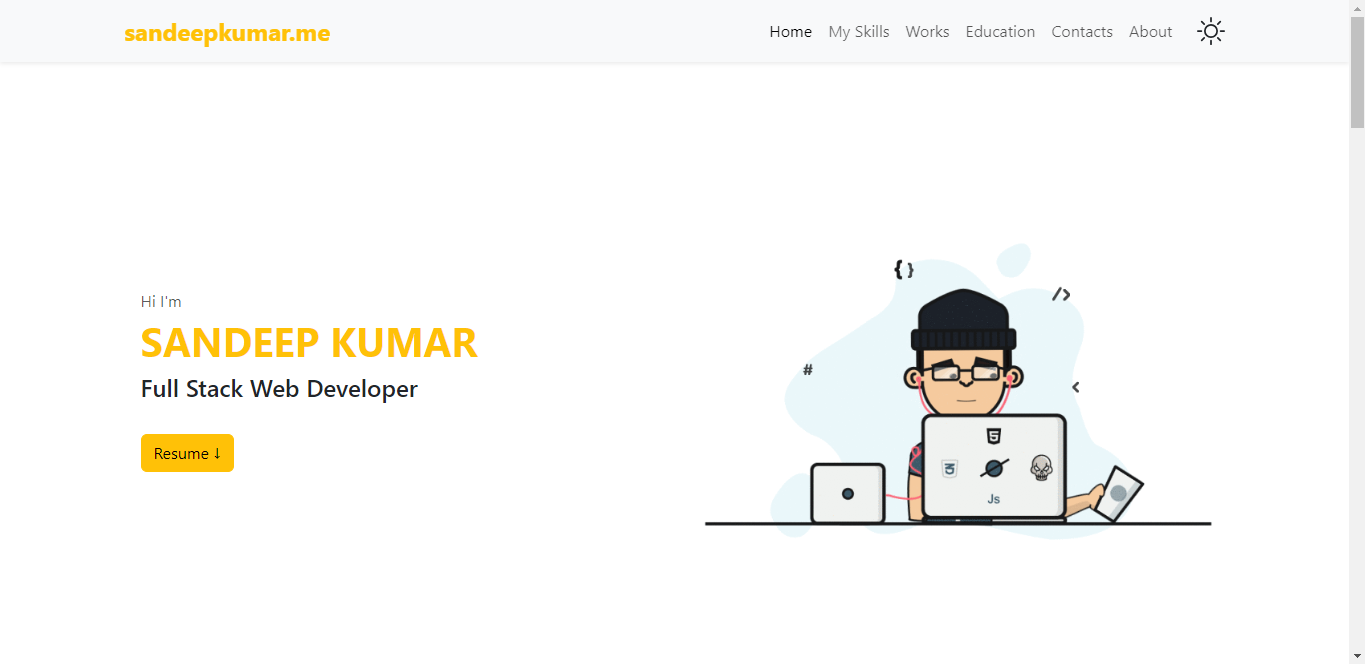 sandeepkumar.me
Home My Skills Works Education Contacts About
Hi I'm
SANDEEP KUMAR
Full Stack Web Developer
Resume ↓
{ }
/>
#
<
5
3
Js